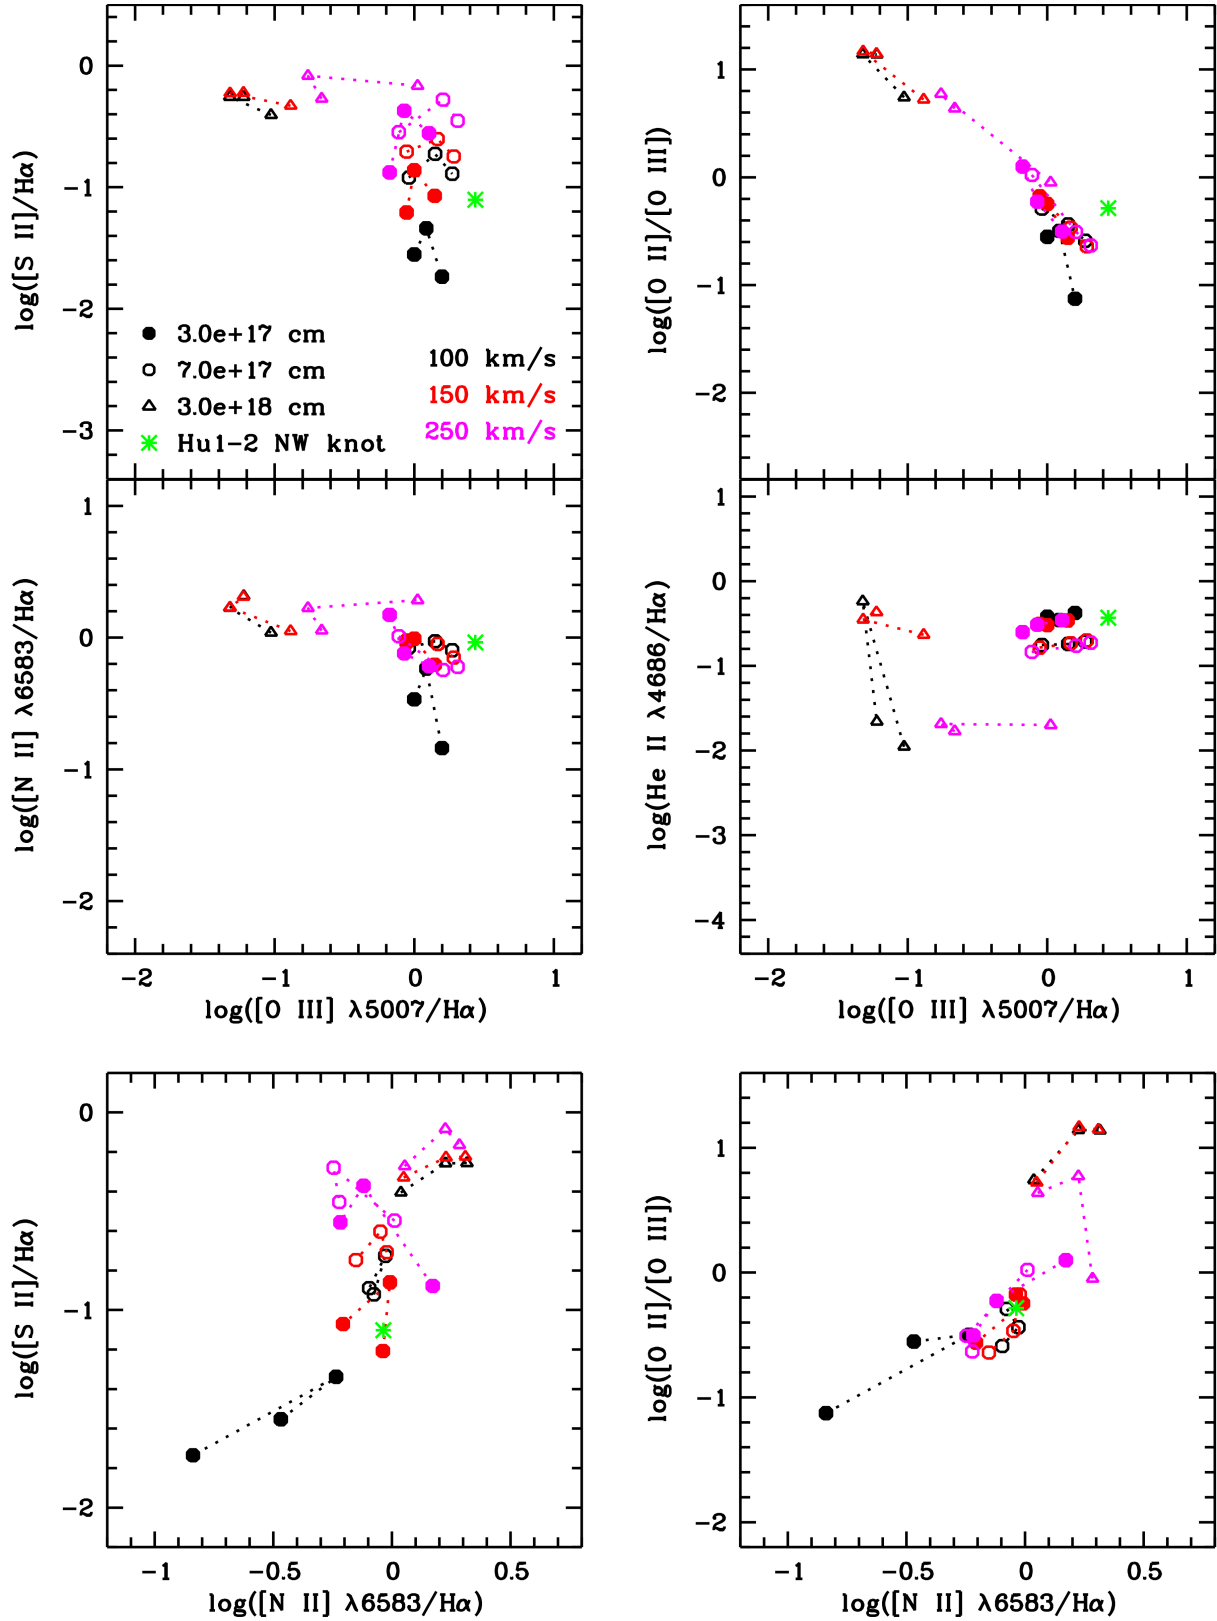 0
-1
-2
-3
log([S II]/Hα)
3.0e+17 cm
7.0e+17 cm
3.0e+18 cm
Hu1-2 NW knot
100 km/s
150 km/s
250 km/s
1
0
-1
-2
log([O II]/[O III])
1
0
-1
-2
log([N II] λ6583/Hα)
-2 -1 0 1
log([O III] λ5007/Hα)
1
0
-1
-2
-3
-4
log(He II λ4686/Hα)
-2 -1 0 1
log([O III] λ5007/Hα)
0
-1
-2
log([S II]/Hα)
-1 -0.5 0 0.5
log([N II] λ6583/Hα)
1
0
-1
-2
log([O II]/[O III])
-1 -0.5 0 0.5
log([N II] λ6583/Hα)